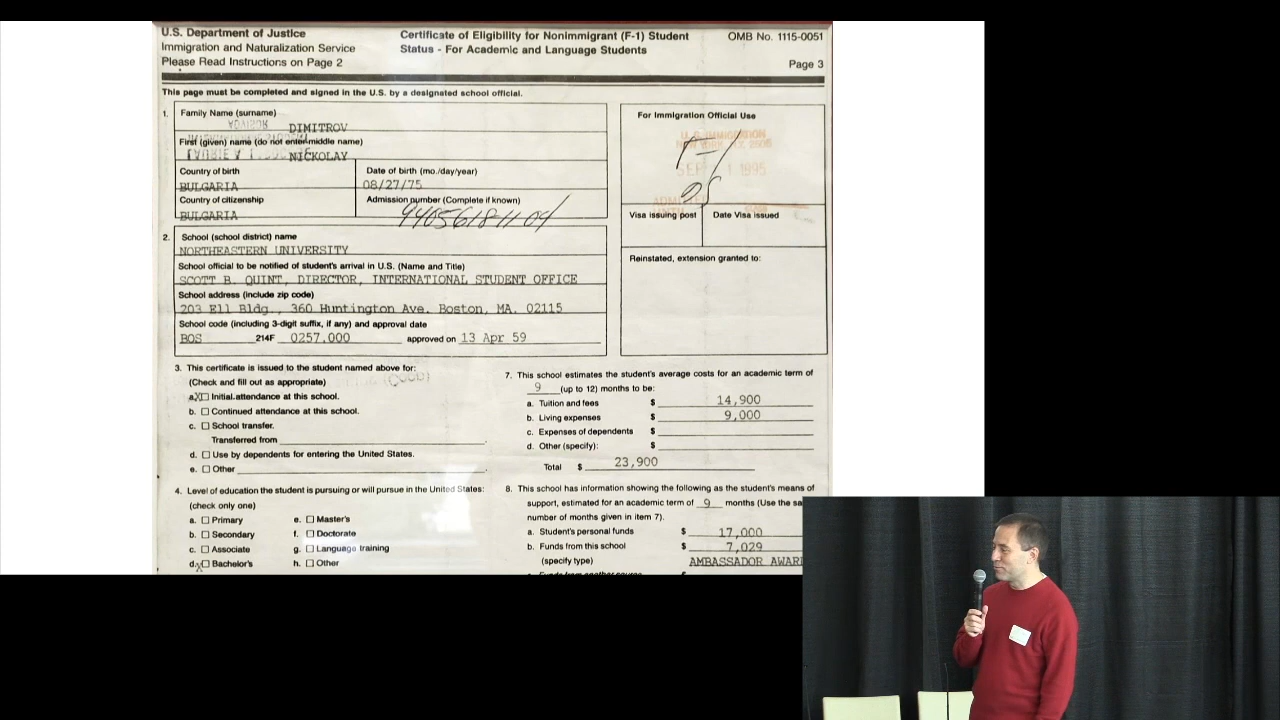 U.S. Department of Justice
Immigration and Naturalization Service
Please Read Instructions on Page 2
Certificate of Eligibility for Nonimmigrant (F-1) Student
Status - For Academic and Language Students
OMB No. 1115-0051
Page 3
This page must be completed and signed in the U.S. by a designated school official.
1.
Family Name (surname)
DIMITROV
First (given) name (do not enter middle name)
NICKOLAY
Country of birth
BULGARIA
Date of birth (mo./day/year)
08/27/75
Country of citizenship
BULGARIA
Admission number (Complete if known)
For Immigration Official Use
U.S. IMMIGRATION
F-1
SEP 1 1995
Visa issuing post
Date Visa issued
Reinstated, extension granted to:
2.
School (school district) name
NORTHEASTERN UNIVERSITY
School official to be notified of student's arrival in U.S. (Name and Title)
SCOTT B. QUINT, DIRECTOR, INTERNATIONAL STUDENT OFFICE
School address (include zip code)
203 Ell Bldg., 360 Huntington Ave. Boston, MA. 02115
School code (including 3-digit suffix, if any) and approval date
BOS 214F 0257.000 approved on 13 Apr 59
3. This certificate is issued to the student named above for:
(Check and fill out as appropriate)
a. X Initial attendance at this school.
b. ☐ Continued attendance at this school.
c. ☐ School transfer.
Transferred from
d. ☐ Use by dependents for entering the United States.
e. ☐ Other
4. Level of education the student is pursuing or will pursue in the United States:
(check only one)
a. ☐ Primary
b. ☐ Secondary
c. ☐ Associate
d. X Bachelor's
e. ☐ Master's
f. ☐ Doctorate
g. ☐ Language training
h. ☐ Other
7. This school estimates the student's average costs for an academic term of
9 (up to 12) months to be:
a. Tuition and fees $ 14,900
b. Living expenses $ 9,000
c. Expenses of dependents $
d. Other (specify): $
Total $ 23,900
8. This school has information showing the following as the student's means of
support, estimated for an academic term of 9 months (Use the sa
number of months given in item 7).
a. Student's personal funds $ 17,000
b. Funds from this school $ 7,029
(specify type) AMBASSADOR AWAR